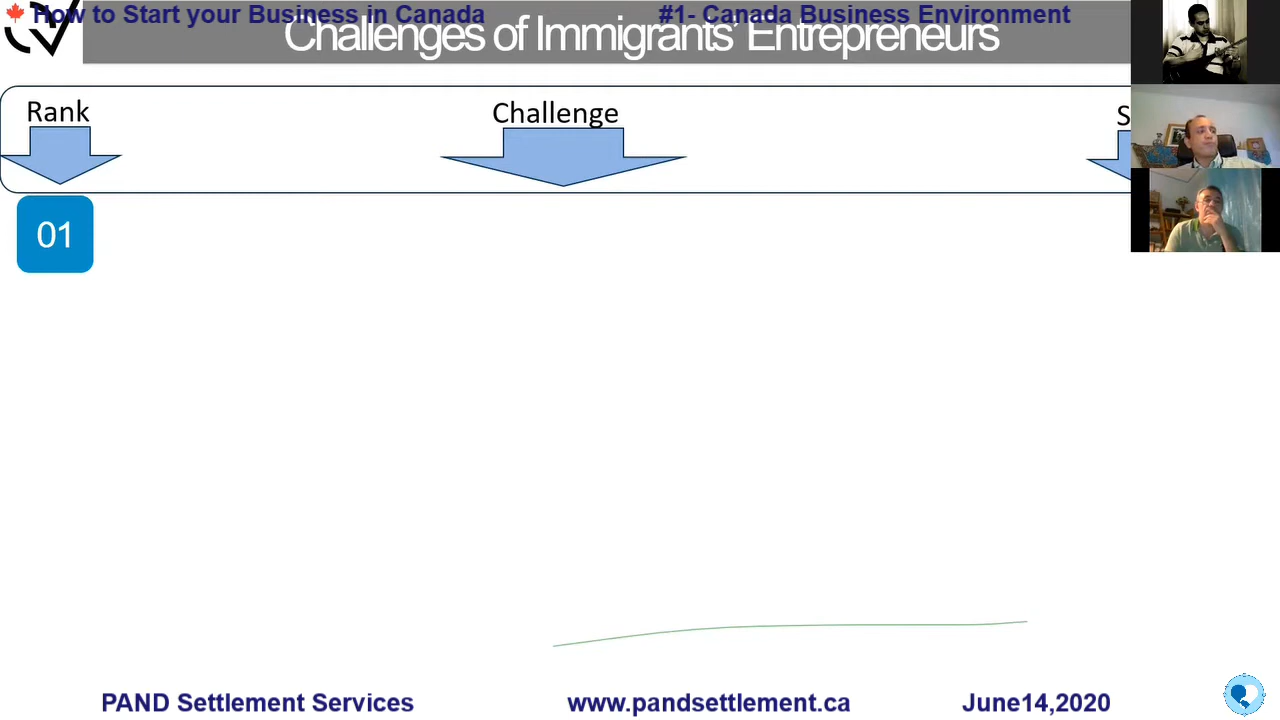 How to Start your Business in Canada #1- Canada Business Environment
Challenges of Immigrants' Entrepreneurs
Rank Challenge S
01
PAND Settlement Services www.pandsettlement.ca June14,2020